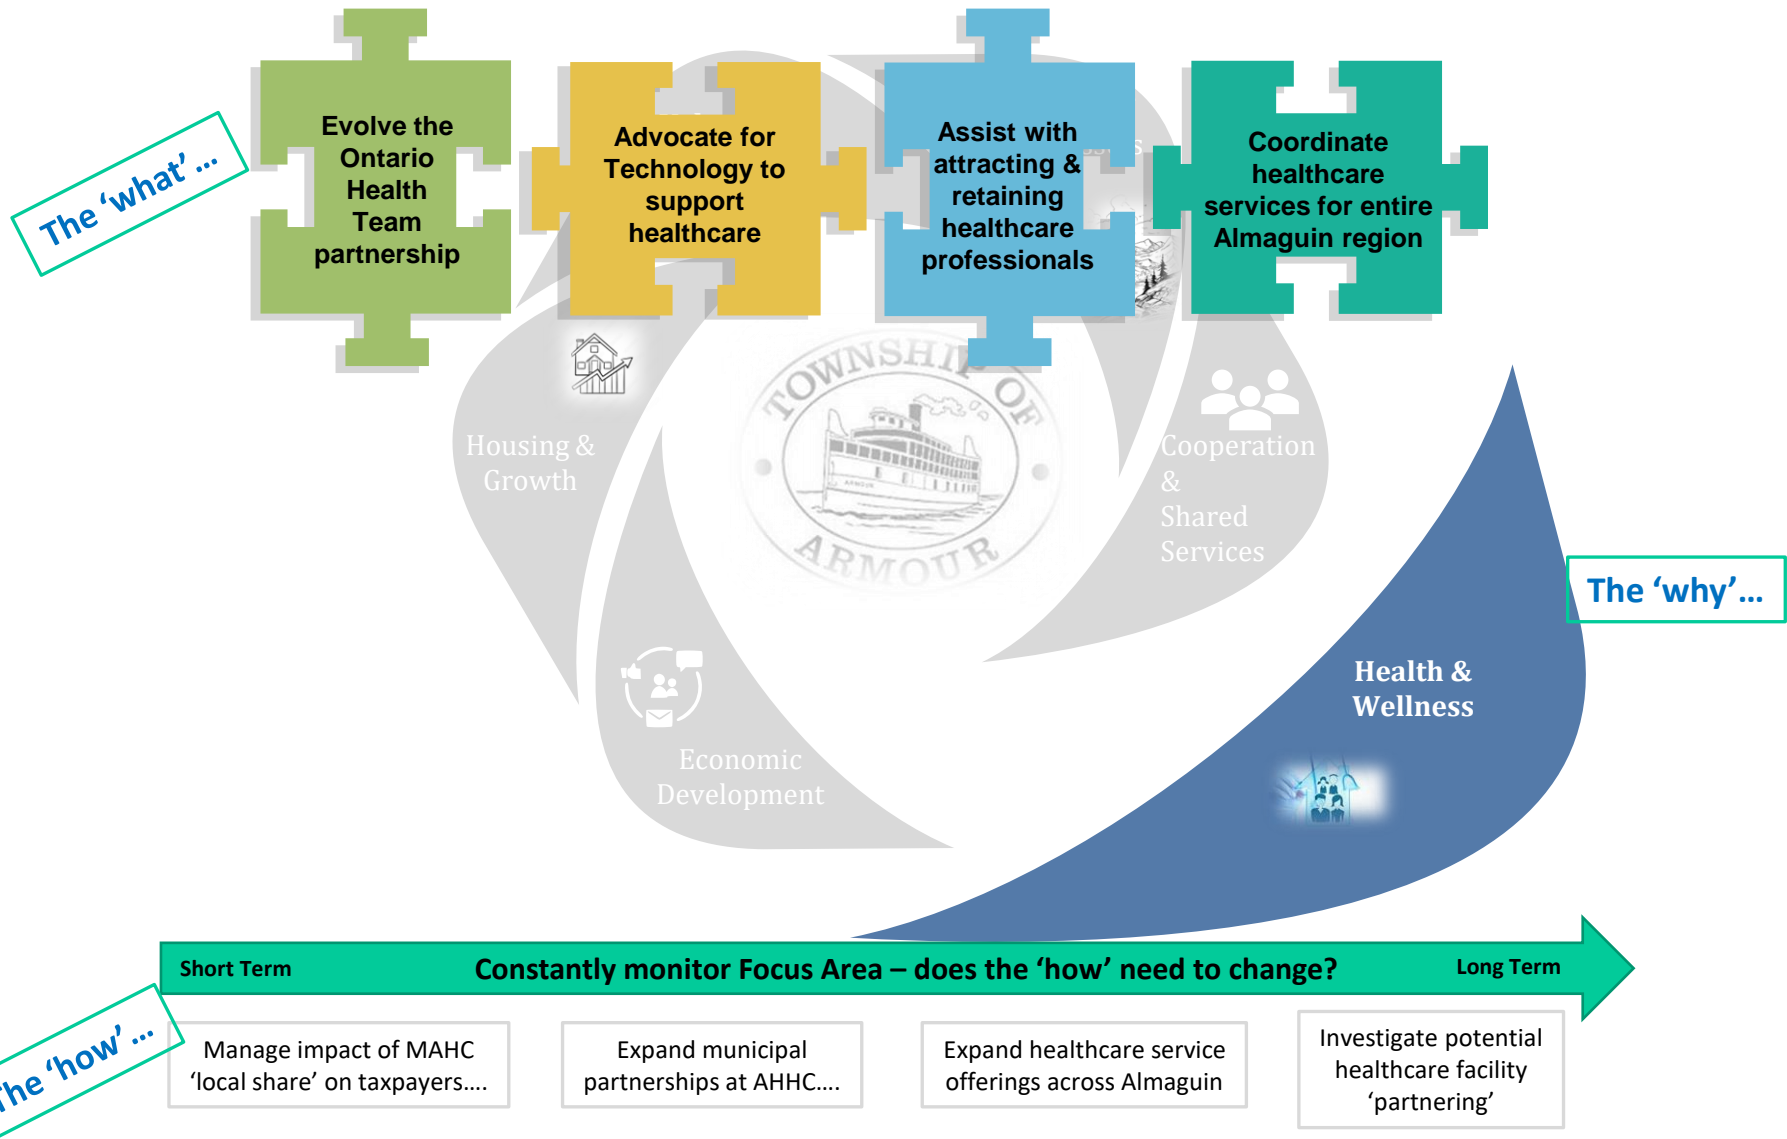 The ‘what’ ...
Evolve the
Ontario
Health
Team
partnership
Advocate for
Technology to
support
healthcare
Assist with
attracting &
retaining
healthcare
professionals
Coordinate
healthcare
services for entire
Almaguin region
TOWNSHIP OF
ARMOUR
ARMOUR
Housing &
Growth
Cooperation
&
Shared
Services
Economic
Development
The ‘why’...
Health &
Wellness
Short Term
Constantly monitor Focus Area – does the ‘how’ need to change?
Long Term
The ‘how’ ...
Manage impact of MAHC
‘local share’ on taxpayers....
Expand municipal
partnerships at AHHC....
Expand healthcare service
offerings across Almaguin
Investigate potential
healthcare facility
‘partnering’